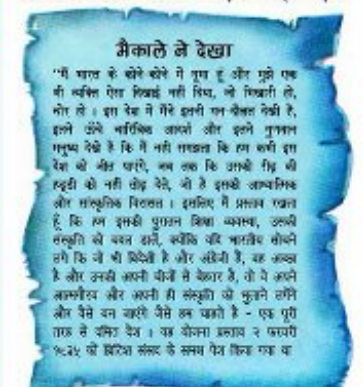 मैकाले ने देखा
"मैं भारत के कोने कोने में घूमा हूं और मुझे एक
भी व्यक्ति ऐसा दिखाई नहीं दिया, जो भिखारी हो,
चोर हो । इस देश में मैंने इतनी धन दौलत देखी है,
इतने ऊंचे चारित्रिक आदर्श और इतने गुणवान
मनुष्य देखे हैं कि मैं नहीं समझता कि हम कभी इस
देश को जीत पाएंगे, जब तक कि उसकी रीढ़ की
हड्डी को नहीं तोड़ देते, जो है इसकी आध्यात्मिक
और सांस्कृतिक विरासत । इसलिए मैं प्रस्ताव रखता
हूं कि हम इसकी पुरातन शिक्षा व्यवस्था, उसकी
संस्कृति को बदल डालें, क्योंकि यदि भारतीय सोचने
लगे कि जो भी विदेशी है और अंग्रेजी है, वह अच्छा
है और उनकी अपनी चीजों से बेहतर है, तो वे अपने
आत्मगौरव और अपनी ही संस्कृति को भुलाने लगेंगे
और वैसे बन जाएंगे जैसे हम चाहते है - एक पूरी
तरह से दमित देश । यह योजना प्रस्ताव २ फरवरी
१८३५ को ब्रिटिश संसद के समक्ष पेश किया गया था